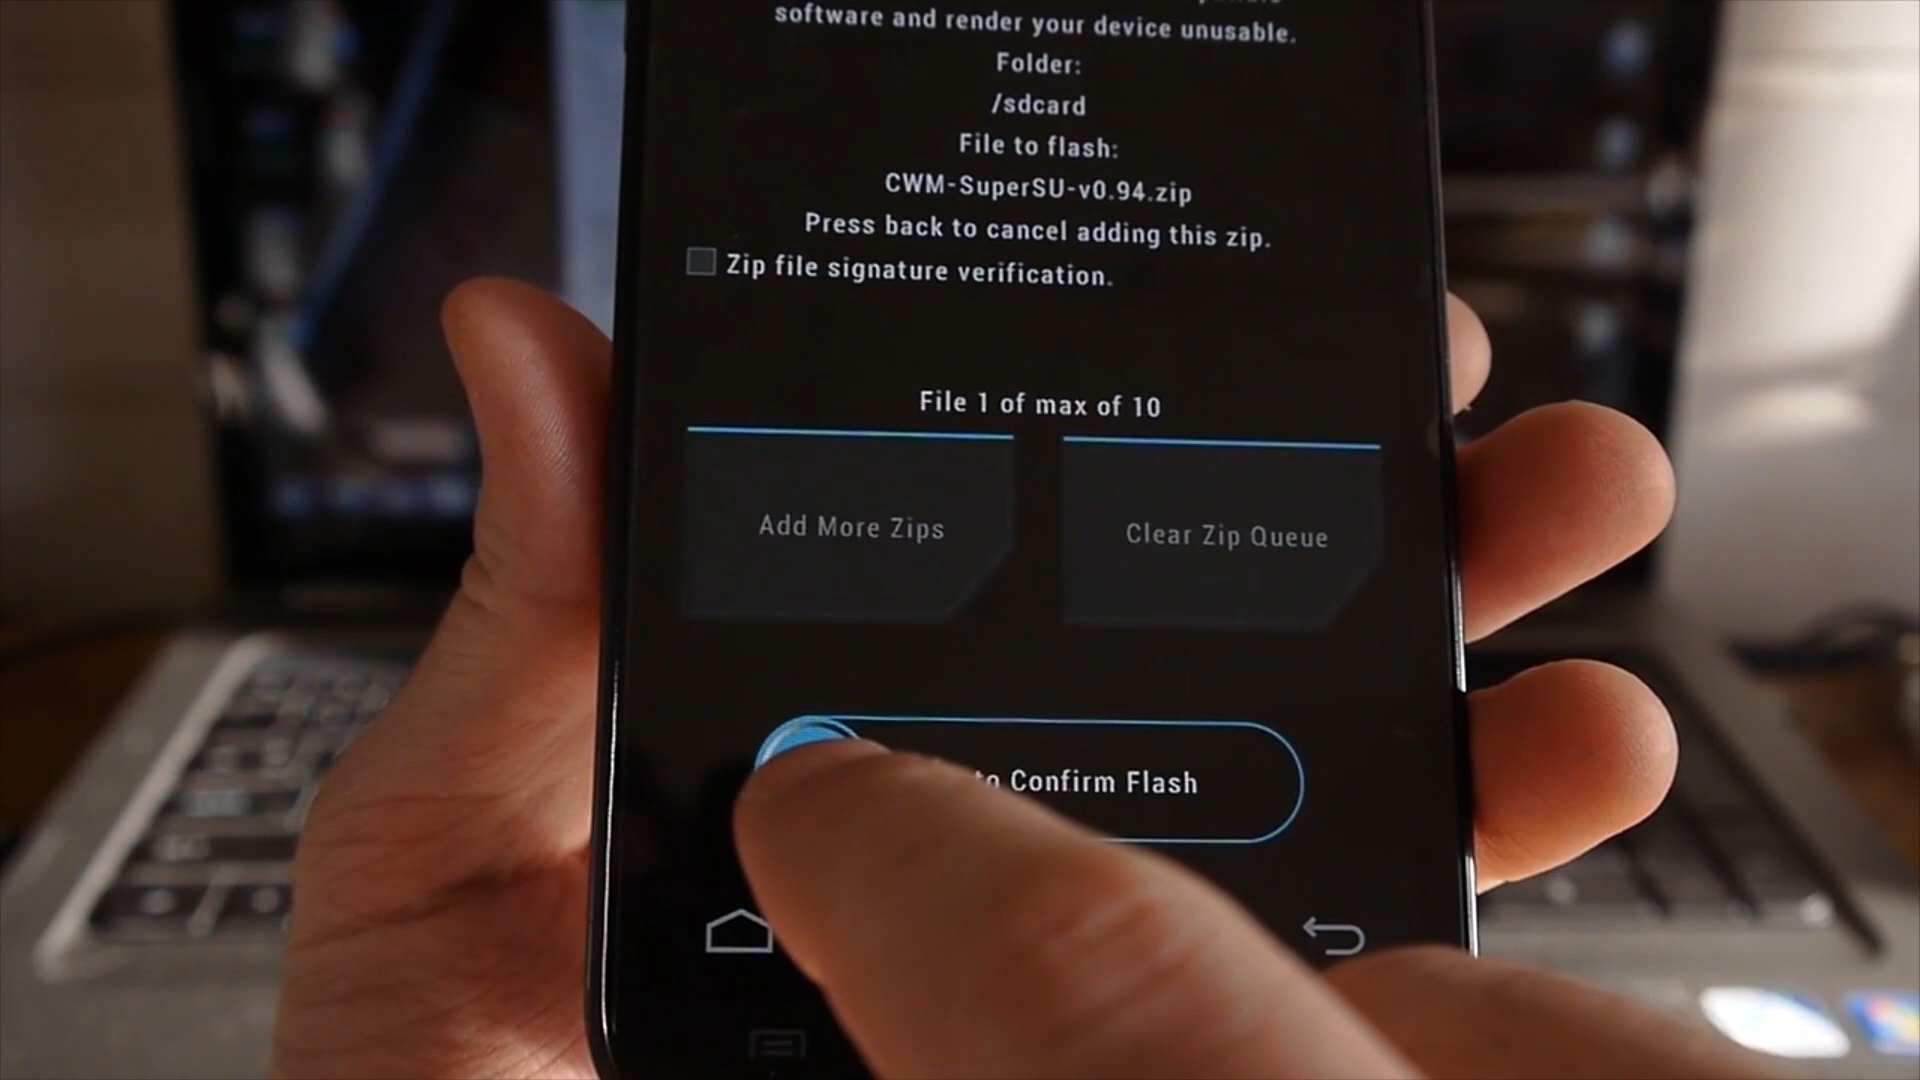 software and render your device unusable.
Folder:
/sdcard
File to flash:
CWM-SuperSU-v0.94.zip
Press back to cancel adding this zip.
Zip file signature verification.
File 1 of max of 10
Add More Zips
Clear Zip Queue
to Confirm Flash